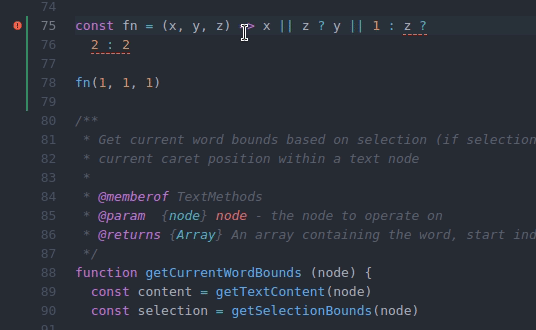 74
75 const fn = (x, y, z) => x || z ? y || 1 : z ?
76 2 : 2
77
78 fn(1, 1, 1)
79
80 /**
81 * Get current word bounds based on selection (if selection
82 * current caret position within a text node
83 *
84 * @memberof TextMethods
85 * @param {node} node - the node to operate on
86 * @returns {Array} An array containing the word, start ind
87 */
88 function getCurrentWordBounds (node) {
89 const content = getTextContent(node)
90 const selection = getSelectionBounds(node)
91